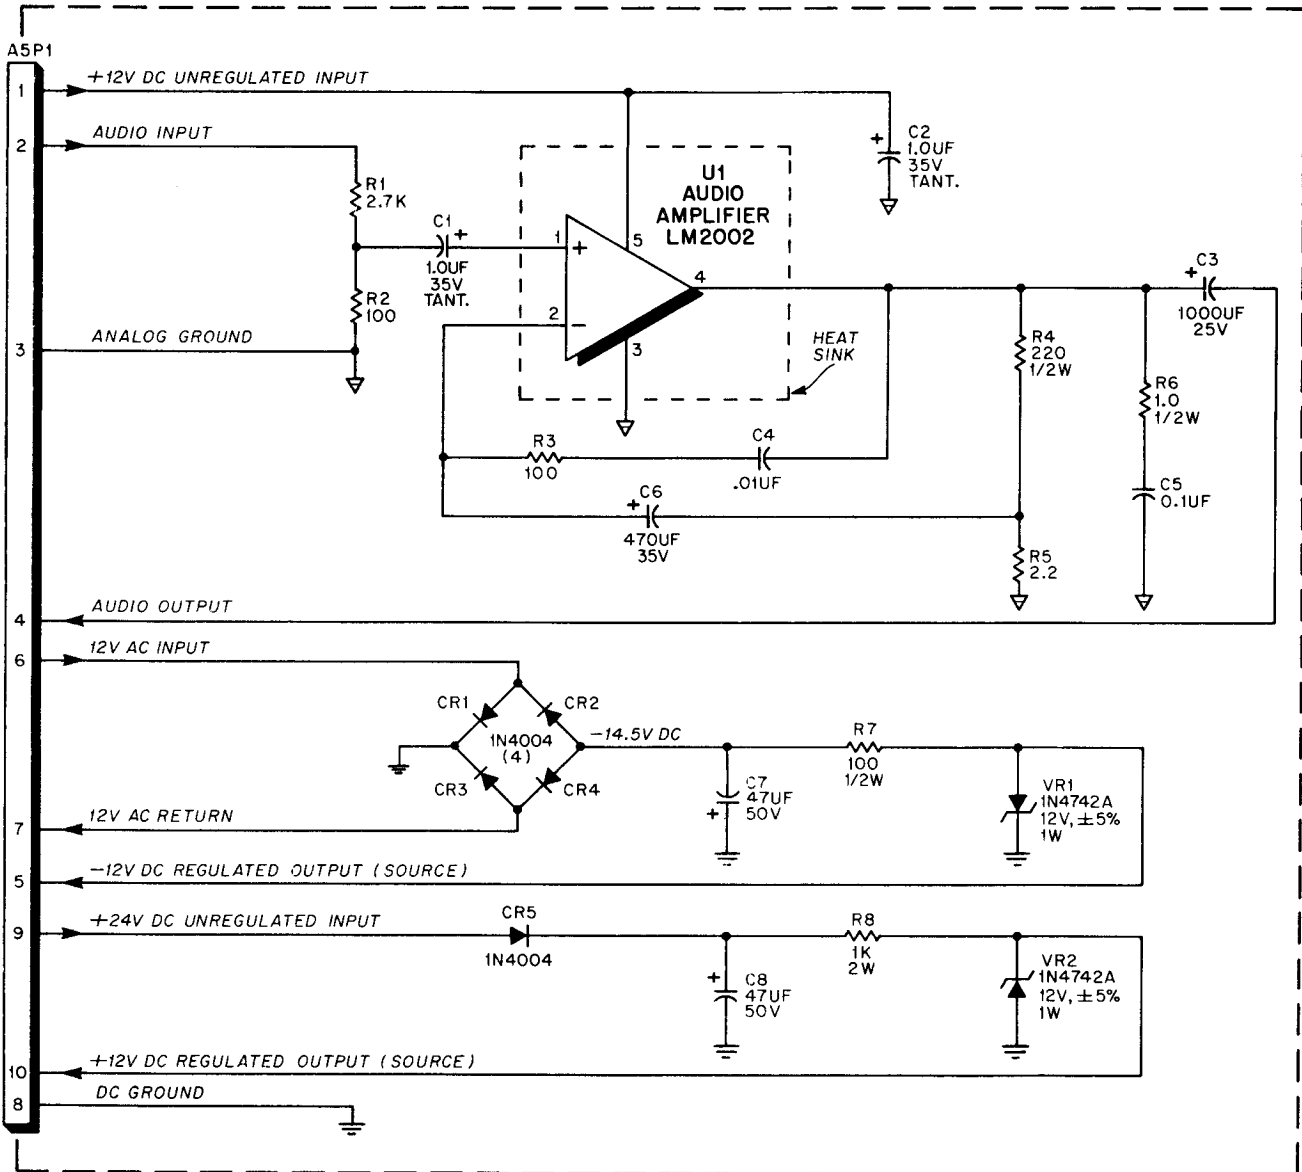 A5P1
1
+12V DC UNREGULATED INPUT
2
AUDIO INPUT
R1
2.7K
C1
+
1.0UF
35V
TANT.
R2
100
3
ANALOG GROUND
U1
AUDIO
AMPLIFIER
LM2002
1
+
2
−
5
4
3
HEAT
SINK
+
C2
1.0UF
35V
TANT.
+
C3
1000UF
25V
R4
220
1/2W
R6
1.0
1/2W
R3
100
C4
.01UF
+
C6
470UF
35V
C5
0.1UF
R5
2.2
4
AUDIO OUTPUT
6
12V AC INPUT
CR1
CR2
1N4004
(4)
CR3
CR4
−14.5V DC
R7
100
1/2W
C7
47UF
50V
+
VR1
1N4742A
12V, ±5%
1W
7
12V AC RETURN
5
−12V DC REGULATED OUTPUT (SOURCE)
9
+24V DC UNREGULATED INPUT
CR5
1N4004
R8
1K
2W
+
C8
47UF
50V
VR2
1N4742A
12V, ±5%
1W
10
+12V DC REGULATED OUTPUT (SOURCE)
8
DC GROUND